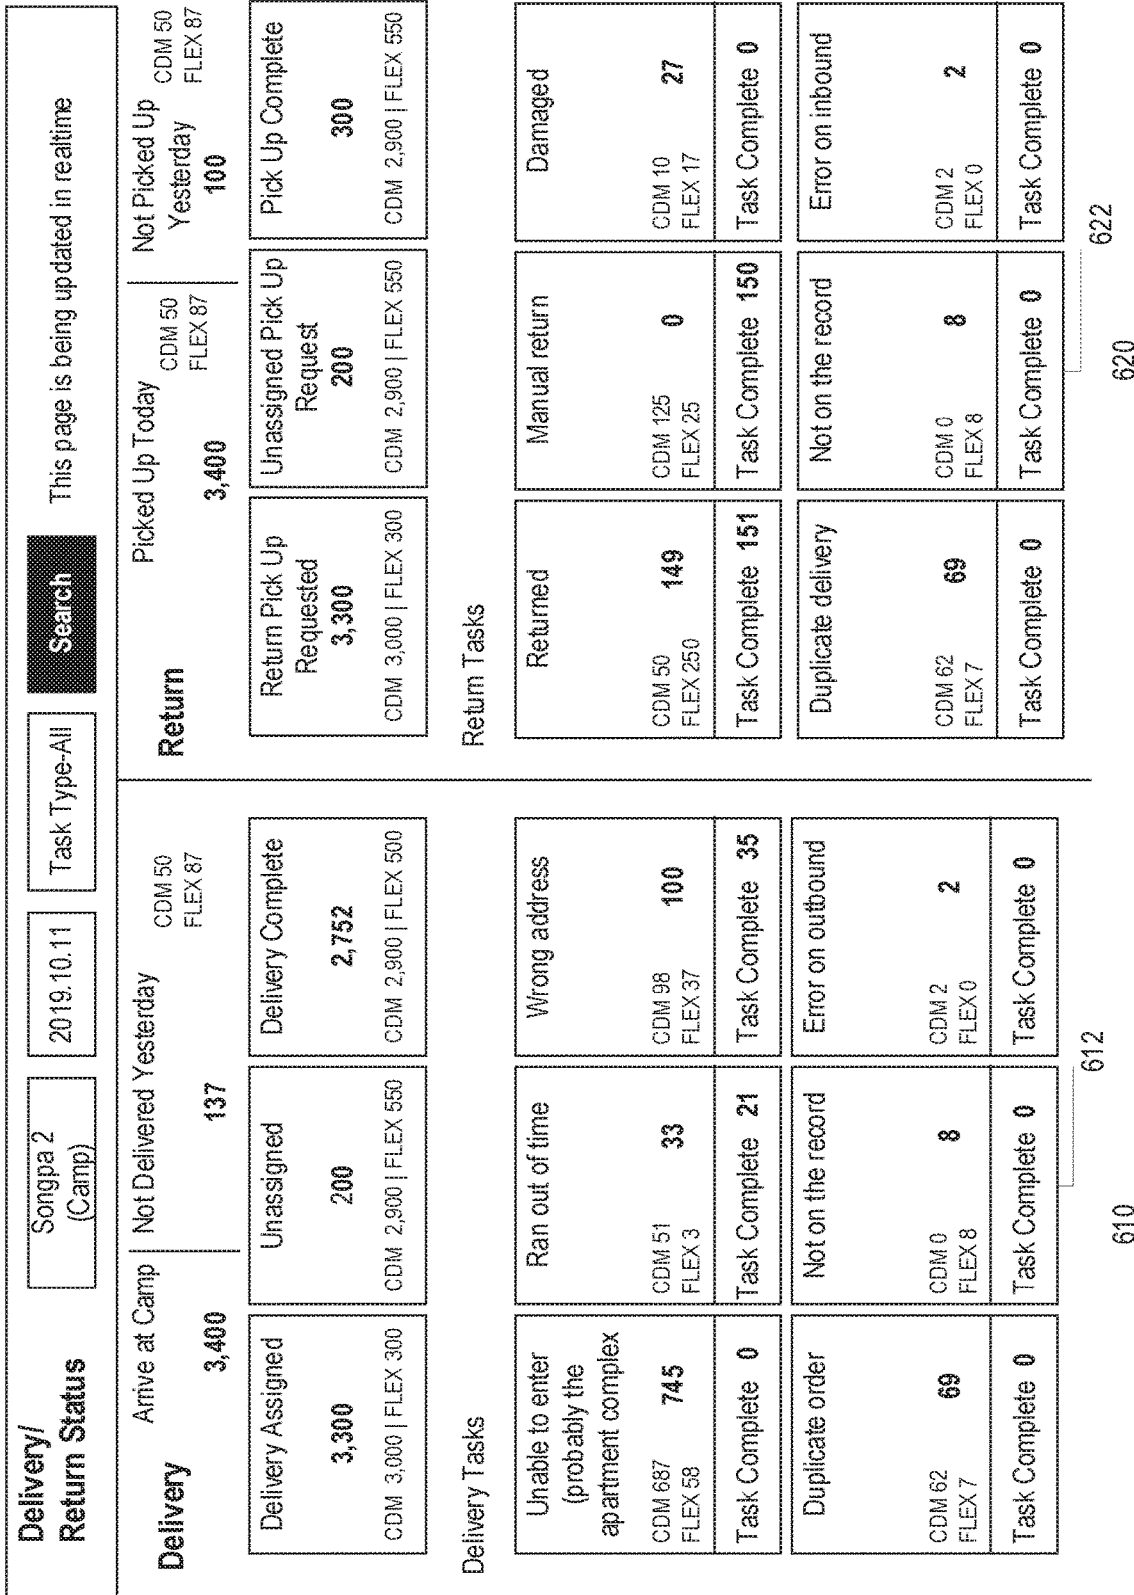 Delivery/
Return Status
Songpa 2
(Camp)
2019.10.11
Task Type-All
Search
This page is being updated in realtime
Delivery
Arrive at Camp
3,400
Not Delivered Yesterday
137
CDM 50
FLEX 87
Delivery Assigned
3,300
CDM 3,000 | FLEX 300
Unassigned
200
CDM 2,900 | FLEX 550
Delivery Complete
2,752
CDM 2,900 | FLEX 500
Delivery Tasks
Unable to enter
(probably the
apartment complex
CDM 687
FLEX 58
745
Task Complete 0
Ran out of time
CDM 51
FLEX 3
33
Task Complete 21
Wrong address
CDM 98
FLEX 37
100
Task Complete 35
Duplicate order
CDM 62
FLEX 7
69
Task Complete 0
Not on the record
CDM 0
FLEX 8
8
Task Complete 0
Error on outbound
CDM 2
FLEX 0
2
Task Complete 0
612
610
Return
Picked Up Today
3,400
CDM 50
FLEX 87
Not Picked Up
Yesterday
100
CDM 50
FLEX 87
Return Pick Up
Requested
3,300
CDM 3,000 | FLEX 300
Unassigned Pick Up
Request
200
CDM 2,900 | FLEX 550
Pick Up Complete
300
CDM 2,900 | FLEX 550
Return Tasks
Returned
CDM 50
FLEX 250
149
Task Complete 151
Manual return
CDM 125
FLEX 25
0
Task Complete 150
Damaged
CDM 10
FLEX 17
27
Task Complete 0
Duplicate delivery
CDM 62
FLEX 7
69
Task Complete 0
Not on the record
CDM 0
FLEX 8
8
Task Complete 0
Error on inbound
CDM 2
FLEX 0
2
Task Complete 0
622
620